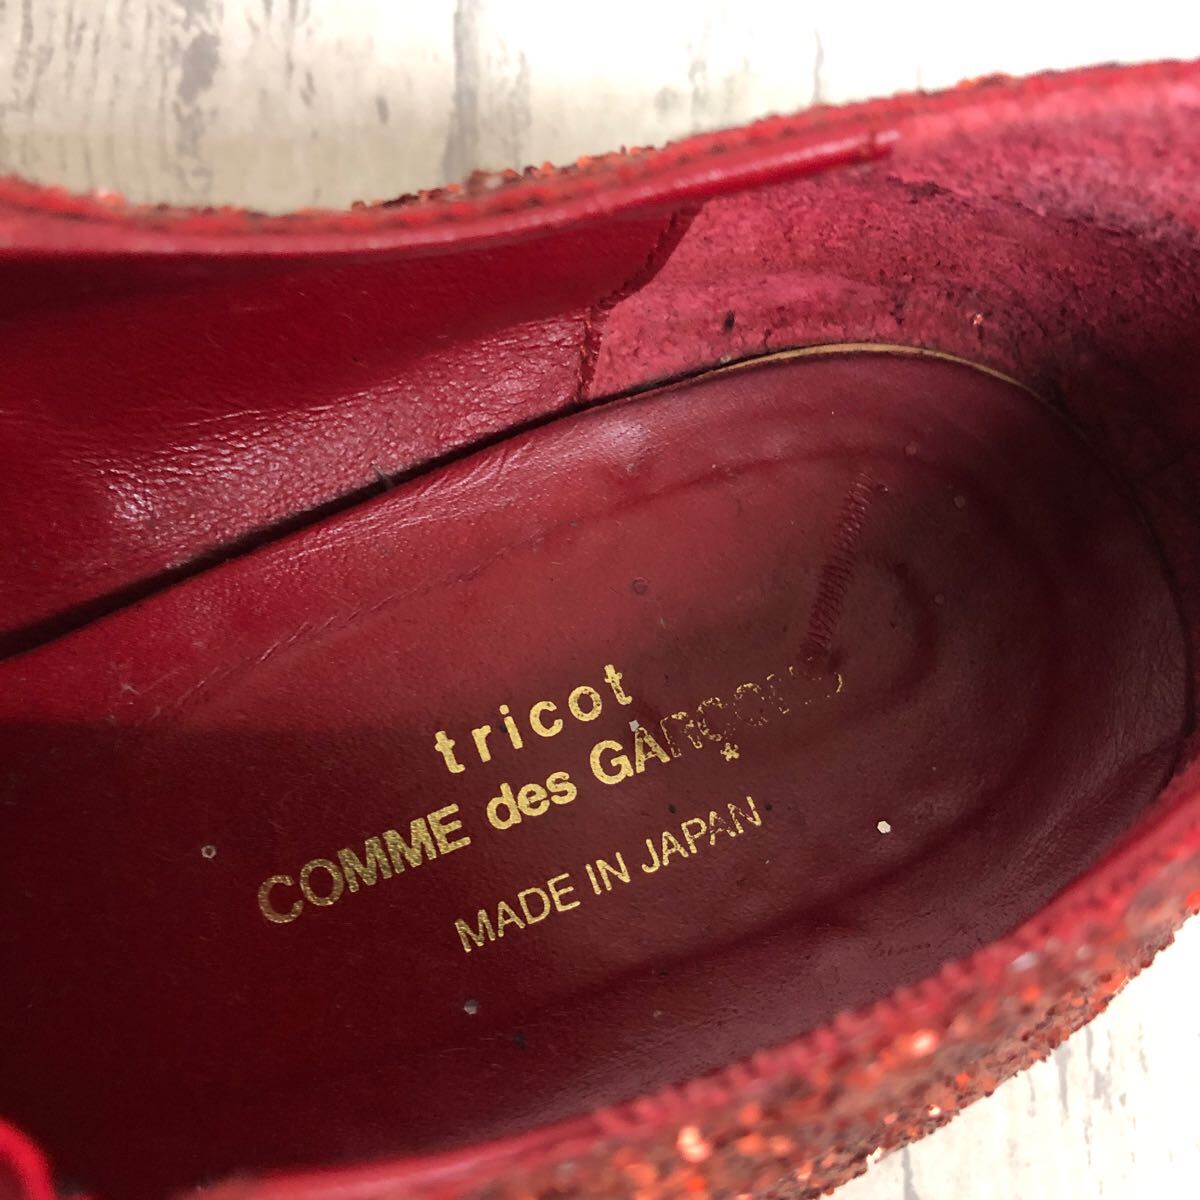 tricot
COMME des GARÇONS
MADE IN JAPAN